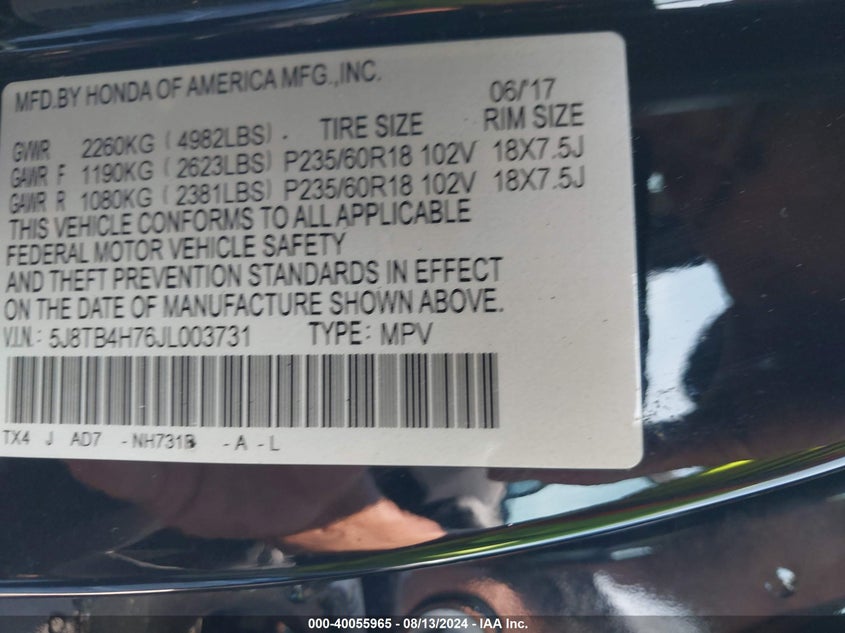 MFD.BY HONDA OF AMERICA MFG.,INC. 06/'17
GVWR 2260KG ( 4982LBS) . TIRE SIZE RIM SIZE
GAWR F 1190KG ( 2623LBS) P235/60R18 102V 18X7.5J
GAWR R 1080KG ( 2381LBS) P235/60R18 102V 18X7.5J
THIS VEHICLE CONFORMS TO ALL APPLICABLE
FEDERAL MOTOR VEHICLE SAFETY
AND THEFT PREVENTION STANDARDS IN EFFECT
ON THE DATE OF MANUFACTURE SHOWN ABOVE.
V.I.N.: 5J8TB4H76JL003731 TYPE: MPV
TX4 J AD7 -NH731B -A-L
000-40055965 - 08/13/2024 - IAA Inc.